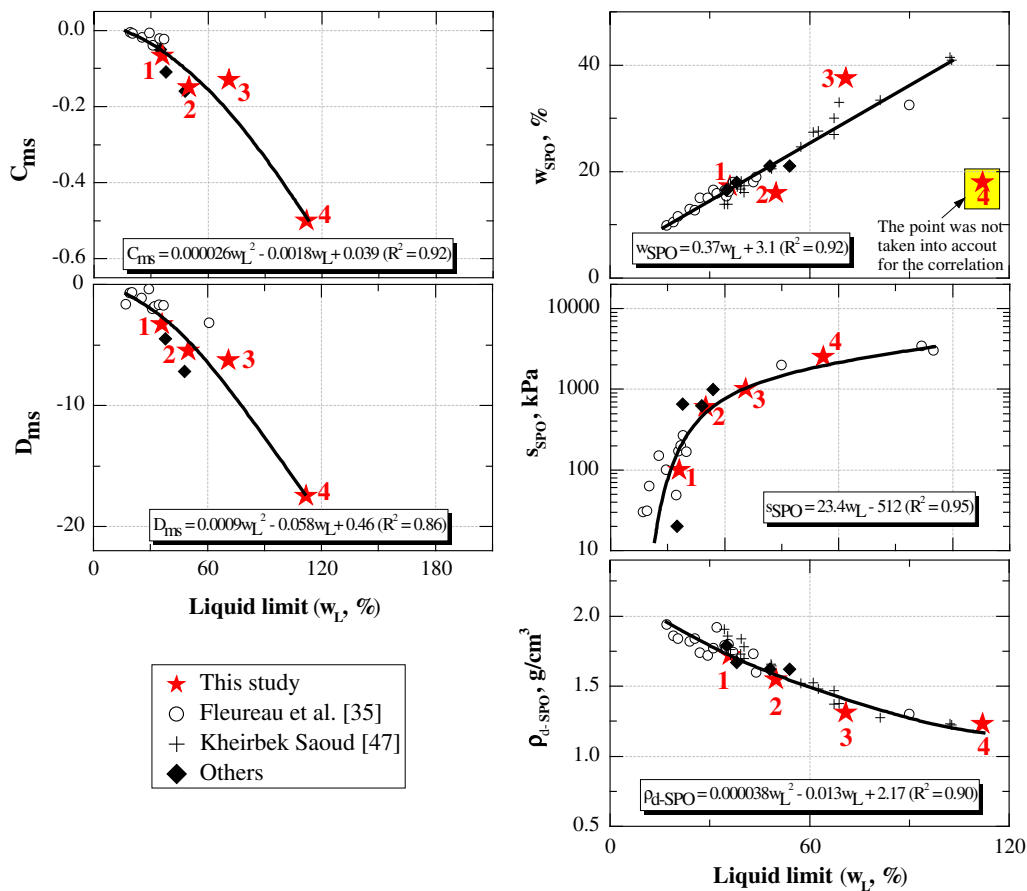 0.0
-0.2
-0.4
-0.6
C_ms
1
2
3
4
C_ms = 0.000026w_L^2 - 0.0018w_L + 0.039 (R^2 = 0.92)
0
-10
-20
D_ms
1
2
3
4
D_ms = 0.0009w_L^2 - 0.058w_L + 0.46 (R^2 = 0.86)
0
60
120
180
Liquid limit (w_L, %)
This study
Fleureau et al. [35]
Kheirbek Saoud [47]
Others
40
20
0
w_SPO, %
1
2
3
4
The point was not
taken into accout
for the correlation
w_SPO = 0.37w_L + 3.1 (R^2 = 0.92)
10000
1000
100
10
s_SPO, kPa
1
2
3
4
s_SPO = 23.4w_L - 512 (R^2 = 0.95)
2.0
1.5
1.0
0.5
ρ_d-SPO, g/cm^3
1
2
3
4
ρ_d-SPO = 0.000038w_L^2 - 0.013w_L + 2.17 (R^2 = 0.90)
0
60
120
Liquid limit (w_L, %)